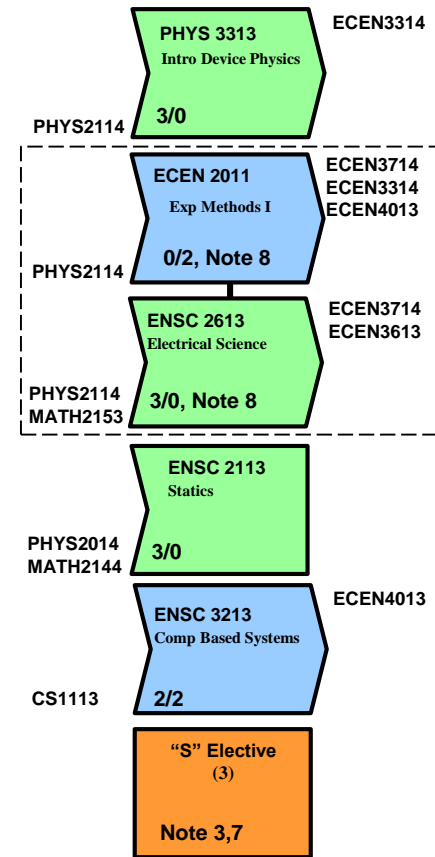 PHYS 3313
Intro Device Physics
3/0
ECEN3314
PHYS2114
ECEN 2011
Exp Methods I
0/2, Note 8
ECEN3714
ECEN3314
ECEN4013
PHYS2114
ENSC 2613
Electrical Science
3/0, Note 8
ECEN3714
ECEN3613
PHYS2114
MATH2153
ENSC 2113
Statics
3/0
PHYS2014
MATH2144
ENSC 3213
Comp Based Systems
2/2
ECEN4013
CS1113
“S” Elective
(3)
Note 3,7